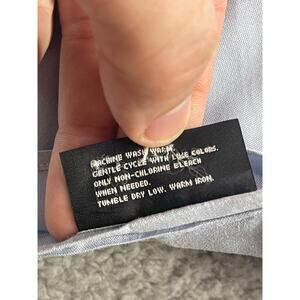 MACHINE WASH WARM.
GENTLE CYCLE WITH LIKE COLORS.
ONLY NON-CHLORINE BLEACH
WHEN NEEDED.
TUMBLE DRY LOW. WARM IRON.